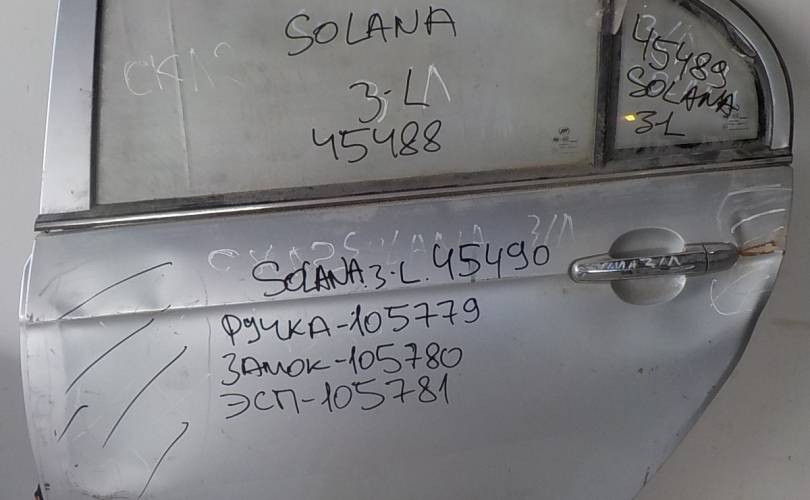 SOLANA
3-L
45488
45489
SOLANA
3-L
SOLANA 3-L. 45490
РУЧКА-105779
ЗАМОК-105780
ЭСП-105781